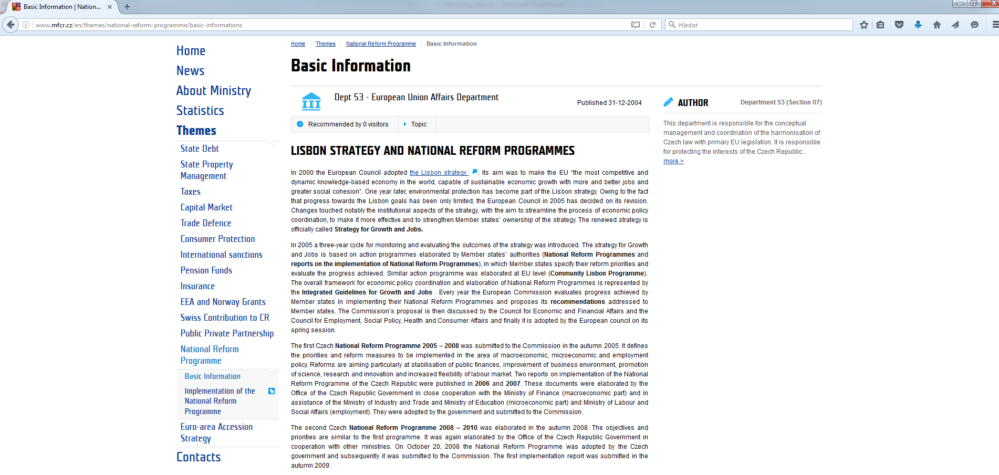 Basic Information | Nation...
www.mfcr.cz/en/themes/national-reform-programme/basic-informations
Hledat
Home
News
About Ministry
Statistics
Themes
State Debt
State Property
Management
Taxes
Capital Market
Trade Defence
Consumer Protection
International sanctions
Pension Funds
Insurance
EEA and Norway Grants
Swiss Contribution to CR
Public Private Partnership
National Reform
Programme
Basic Information
Implementation of the
National Reform
Programme
Euro-area Accession
Strategy
Contacts
Home / Themes / National Reform Programme / Basic Information
Basic Information
Dept 53 - European Union Affairs Department
Published 31-12-2004
Recommended by 0 visitors
Topic
LISBON STRATEGY AND NATIONAL REFORM PROGRAMMES
In 2000 the European Council adopted the Lisbon strategy . Its aim was to make the EU “the most competitive and
dynamic knowledge-based economy in the world, capable of sustainable economic growth with more and better jobs and
greater social cohesion”. One year later, environmental protection has become part of the Lisbon strategy. Owing to the fact
that progress towards the Lisbon goals has been only limited, the European Council in 2005 has decided on its revision.
Changes touched notably the institutional aspects of the strategy, with the aim to streamline the process of economic policy
coordination, to make it more effective and to strengthen Member states’ ownership of the strategy. The renewed strategy is
officially called Strategy for Growth and Jobs.
In 2005 a three-year cycle for monitoring and evaluating the outcomes of the strategy was introduced. The strategy for Growth
and Jobs is based on action programmes elaborated by Member states’ authorities (National Reform Programmes and
reports on the implementation of National Reform Programmes), in which Member states specify their reform priorities and
evaluate the progress achieved. Similar action programme was elaborated at EU level (Community Lisbon Programme).
The overall framework for economic policy coordination and elaboration of National Reform Programmes is represented by
the Integrated Guidelines for Growth and Jobs . Every year the European Commission evaluates progress achieved by
Member states in implementing their National Reform Programmes and proposes its recommendations addressed to
Member states. The Commission’s proposal is then discussed by the Council for Economic and Financial Affairs and the
Council for Employment, Social Policy, Health and Consumer Affairs and finally it is adopted by the European council on its
spring session.
The first Czech National Reform Programme 2005 – 2008 was submitted to the Commission in the autumn 2005. It defines
the priorities and reform measures to be implemented in the area of macroeconomic, microeconomic and employment
policy. Reforms are aiming particularly at stabilisation of public finances, improvement of business environment, promotion
of science, research and innovation and increased flexibility of labour market. Two reports on implementation of the National
Reform Programme of the Czech Republic were published in 2006 and 2007. These documents were elaborated by the
Office of the Czech Republic Government in close cooperation with the Ministry of Finance (macroeconomic part) and in
assistance of the Ministry of Industry and Trade and Ministry of Education (microeconomic part) and Ministry of Labour and
Social Affairs (employment). They were adopted by the government and submitted to the Commission.
The second Czech National Reform Programme 2008 – 2010 was elaborated in the autumn 2008. The objectives and
priorities are similar to the first programme. It was again elaborated by the Office of the Czech Republic Government in
cooperation with other ministries. On October 20, 2008 the National Reform Programme was adopted by the Czech
government and subsequently it was submitted to the Commission. The first implementation report was submitted in the
autumn 2009.
AUTHOR
Department 53 (Section 07)
This department is responsible for the conceptual
management and coordination of the harmonisation of
Czech law with primary EU legislation. It is responsible
for protecting the interests of the Czech Republic...
more >